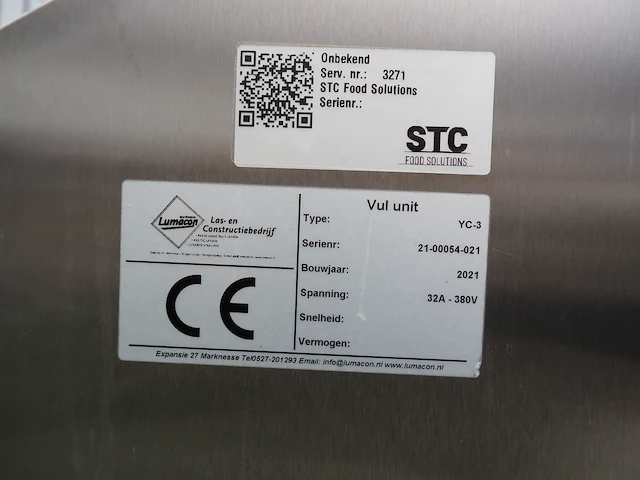 Onbekend
Serv. nr.: 3271
STC Food Solutions
Serienr.:
STC
FOOD SOLUTIONS
Lumacon
Las- en
Constructiebedrijf
CE
Expansie 27 Marknesse Tel0527-201293 Email: info@lumacon.nl www.lumacon.nl
Vul unit
Type: YC-3
Serienr: 21-00054-021
Bouwjaar: 2021
Spanning: 32A - 380V
Snelheid:
Vermogen: